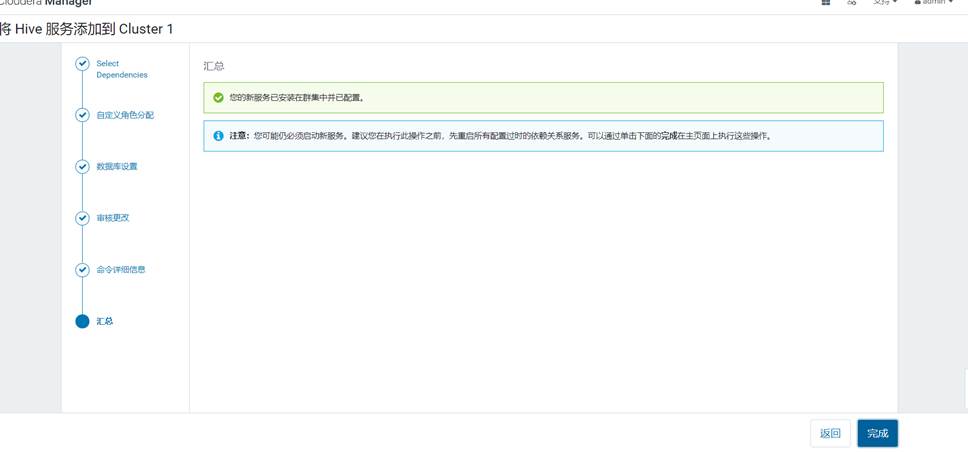 Cloudera Manager
支持
admin
将 Hive 服务添加到 Cluster 1
Select
Dependencies
自定义角色分配
数据库设置
审核更改
命令详细信息
汇总
汇总
您的新服务已安装在群集中并已配置。
注意：您可能仍必须启动新服务。建议您在执行此操作之前，先重启所有配置过时的依赖关系服务。可以通过单击下面的完成在主页面上执行这些操作。
返回
完成